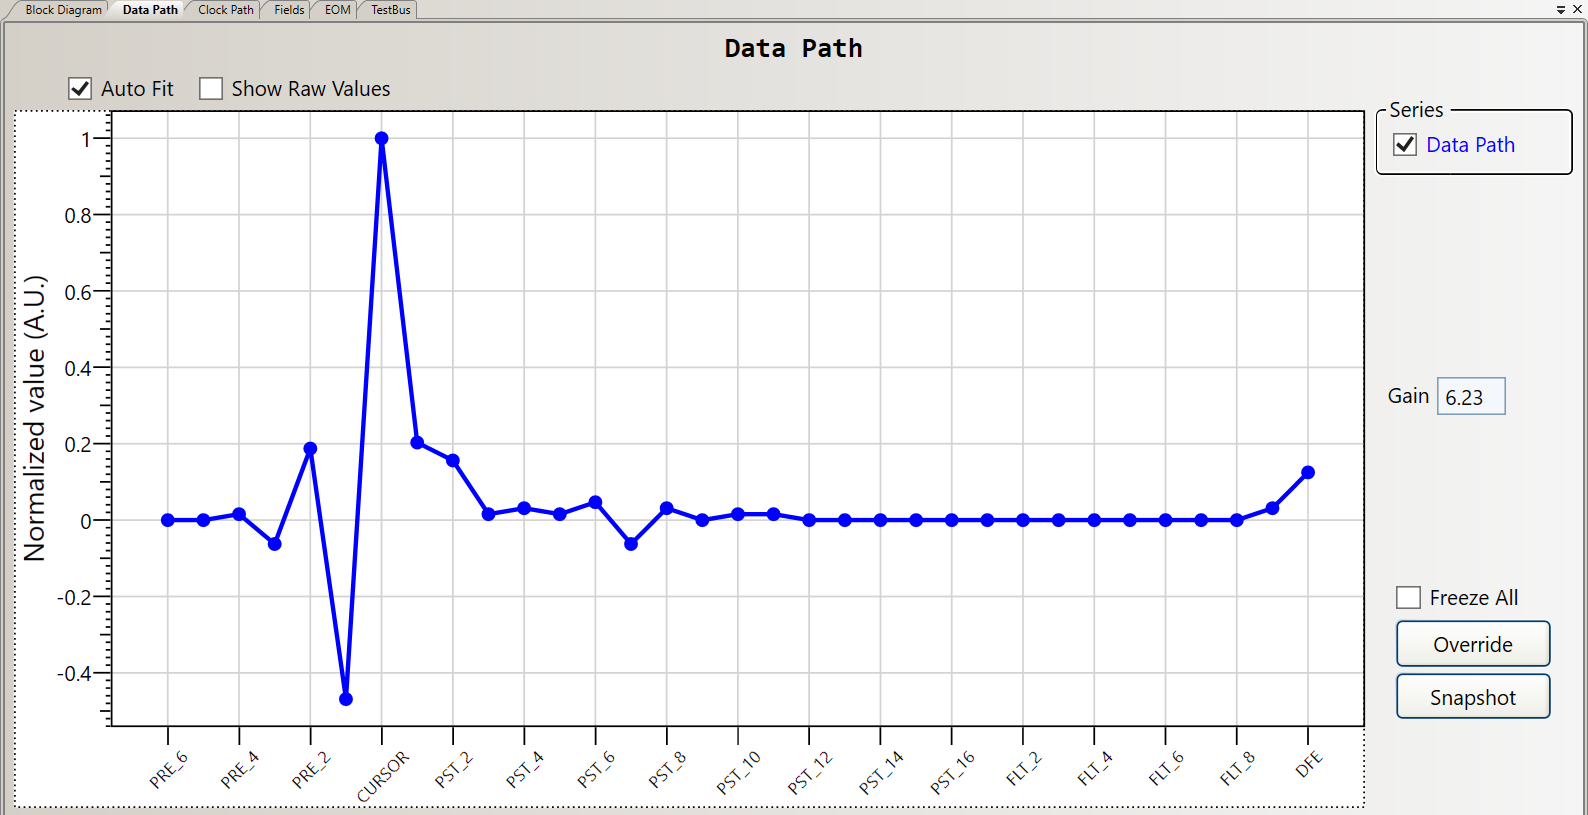 Block Diagram Data Path Clock Path Fields EOM TestBus
Data Path
Auto Fit Show Raw Values
Series
Data Path
Normalized value (A.U.)
1
0.8
0.6
0.4
0.2
0
-0.2
-0.4
Gain 6.23
Freeze All
Override
Snapshot
PRE_6 PRE_4 PRE_2 CURSOR PST_2 PST_4 PST_6 PST_8 PST_10 PST_12 PST_14 PST_16 FLT_2 FLT_4 FLT_6 FLT_8 DFE